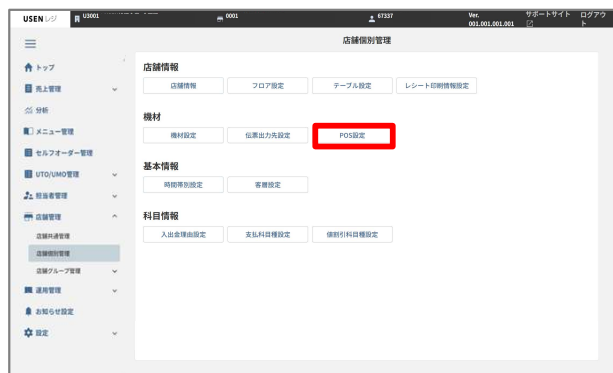 USEN レジ U3001 0001 67337 Ver. 001.001.001.001 サポートサイト ログアウト
店舗個別管理
トップ
売上管理
分析
メニュー管理
セルフオーダー管理
UTO/UMO管理
担当者管理
店舗管理
店舗共通管理
店舗個別管理
店舗グループ管理
運用管理
お知らせ設定
設定
店舗情報
店舗情報 フロア設定 テーブル設定 レシート印刷情報設定
機材
機材設定 伝票出力先設定 POS設定
基本情報
時間帯別設定 客層設定
科目情報
入出金理由設定 支払科目種設定 値割引科目種設定